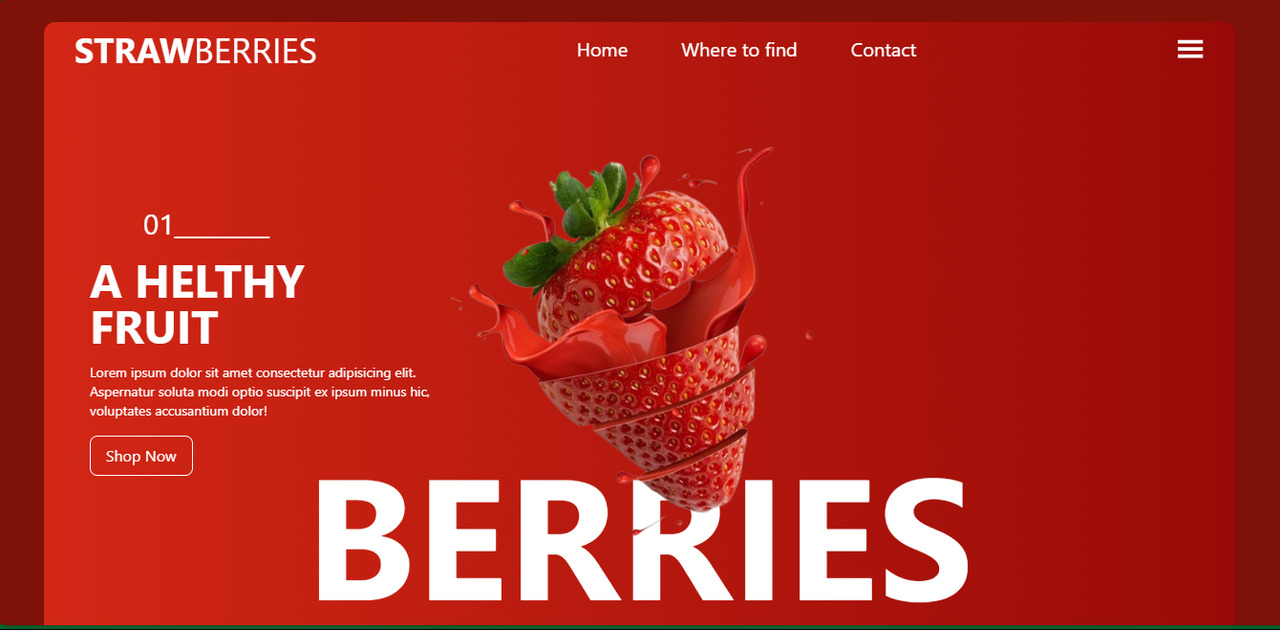 STRAWBERRIES
Home Where to find Contact
01________
A HELTHY
FRUIT
Lorem ipsum dolor sit amet consectetur adipisicing elit.
Aspernatur soluta modi optio suscipit ex ipsum minus hic,
voluptates accusantium dolor!
Shop Now
BERRIES